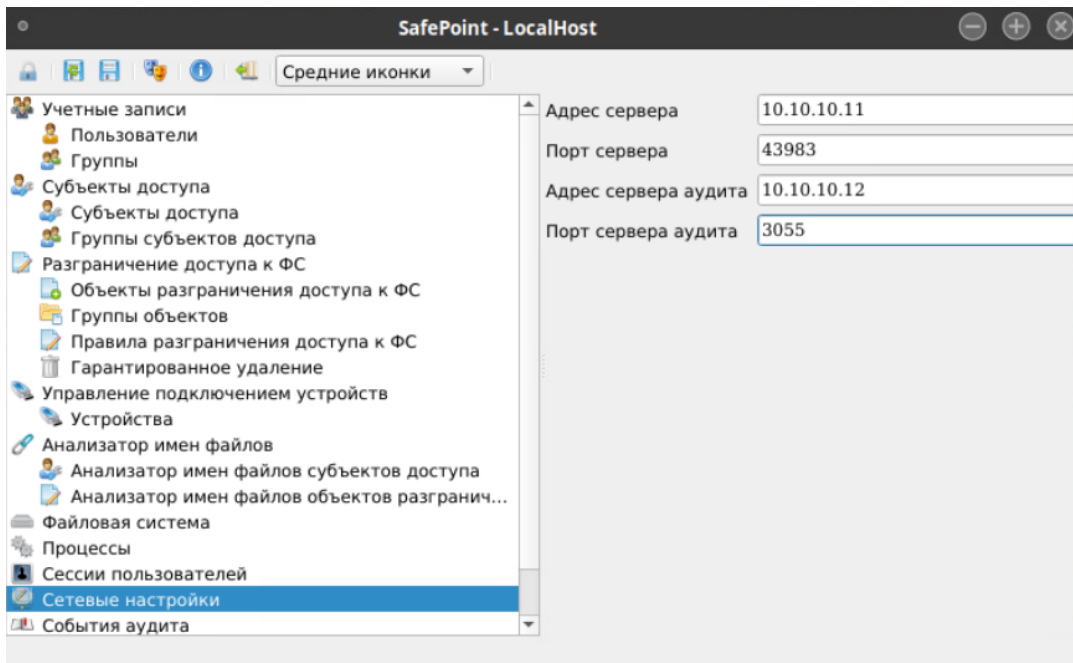 SafePoint - LocalHost
Средние иконки
Учетные записи
Пользователи
Группы
Субъекты доступа
Субъекты доступа
Группы субъектов доступа
Разграничение доступа к ФС
Объекты разграничения доступа к ФС
Группы объектов
Правила разграничения доступа к ФС
Гарантированное удаление
Управление подключением устройств
Устройства
Анализатор имен файлов
Анализатор имен файлов субъектов доступа
Анализатор имен файлов объектов разгранич...
Файловая система
Процессы
Сессии пользователей
Сетевые настройки
События аудита
Адрес сервера 10.10.10.11
Порт сервера 43983
Адрес сервера аудита 10.10.10.12
Порт сервера аудита 3055